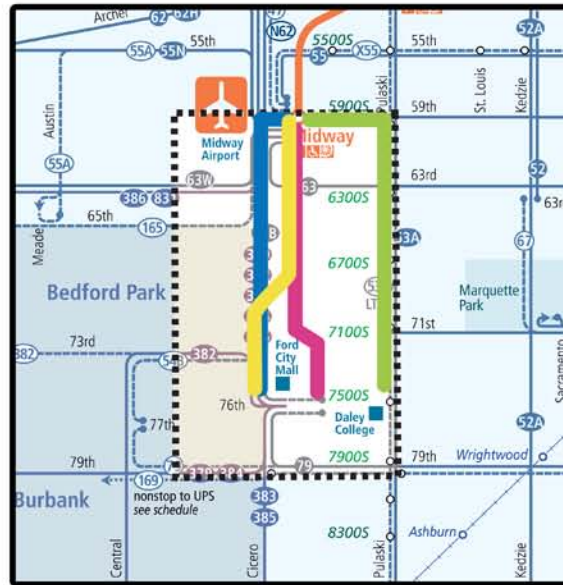 Archer
62
62H
47
N62
55A
55N
55th
5500S
X55
55th
52A
55
Austin
Pulaski
St. Louis
Kedzie
5900S
59th
Midway
Airport
Midway
55A
63W
63
63rd
52
386
6300S
63rd
65th
165
53A
67
Meade
6700S
Bedford Park
Marquette
Park
7100S
71st
73rd
382
382
54B
Ford
City
Mall
Sacramento
7500S
76th
77th
Daley
College
52A
79th
79
7900S
79th
Wrightwood
169
nonstop to UPS
see schedule
383
385
Burbank
Central
Cicero
Pulaski
8300S
Ashburn
Kedzie